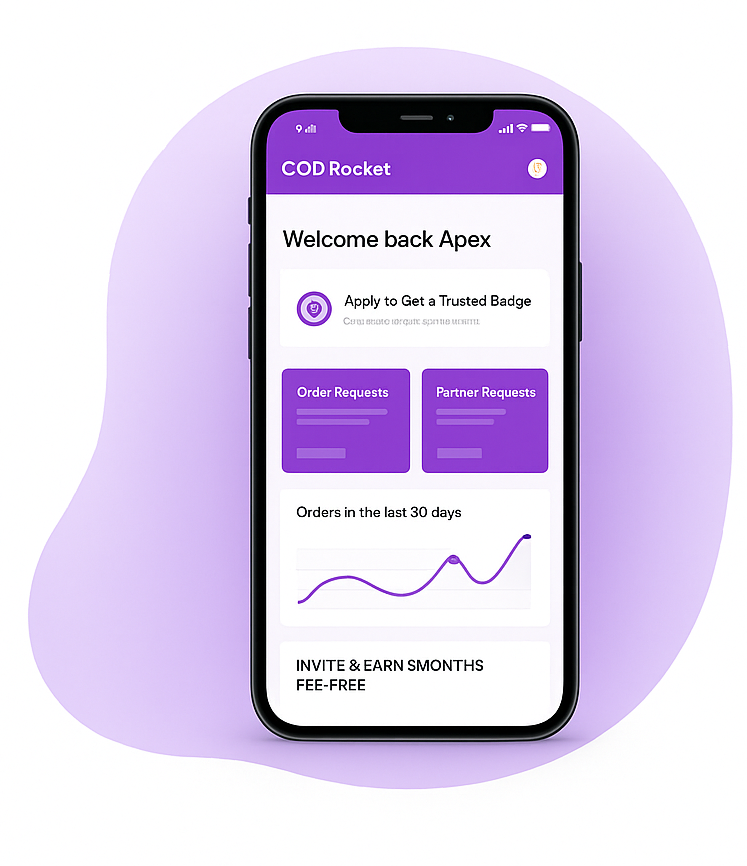 9
COD Rocket
Welcome back Apex
Apply to Get a Trusted Badge
Order Requests
Partner Requests
Orders in the last 30 days
INVITE & EARN SMONTHS
FEE-FREE